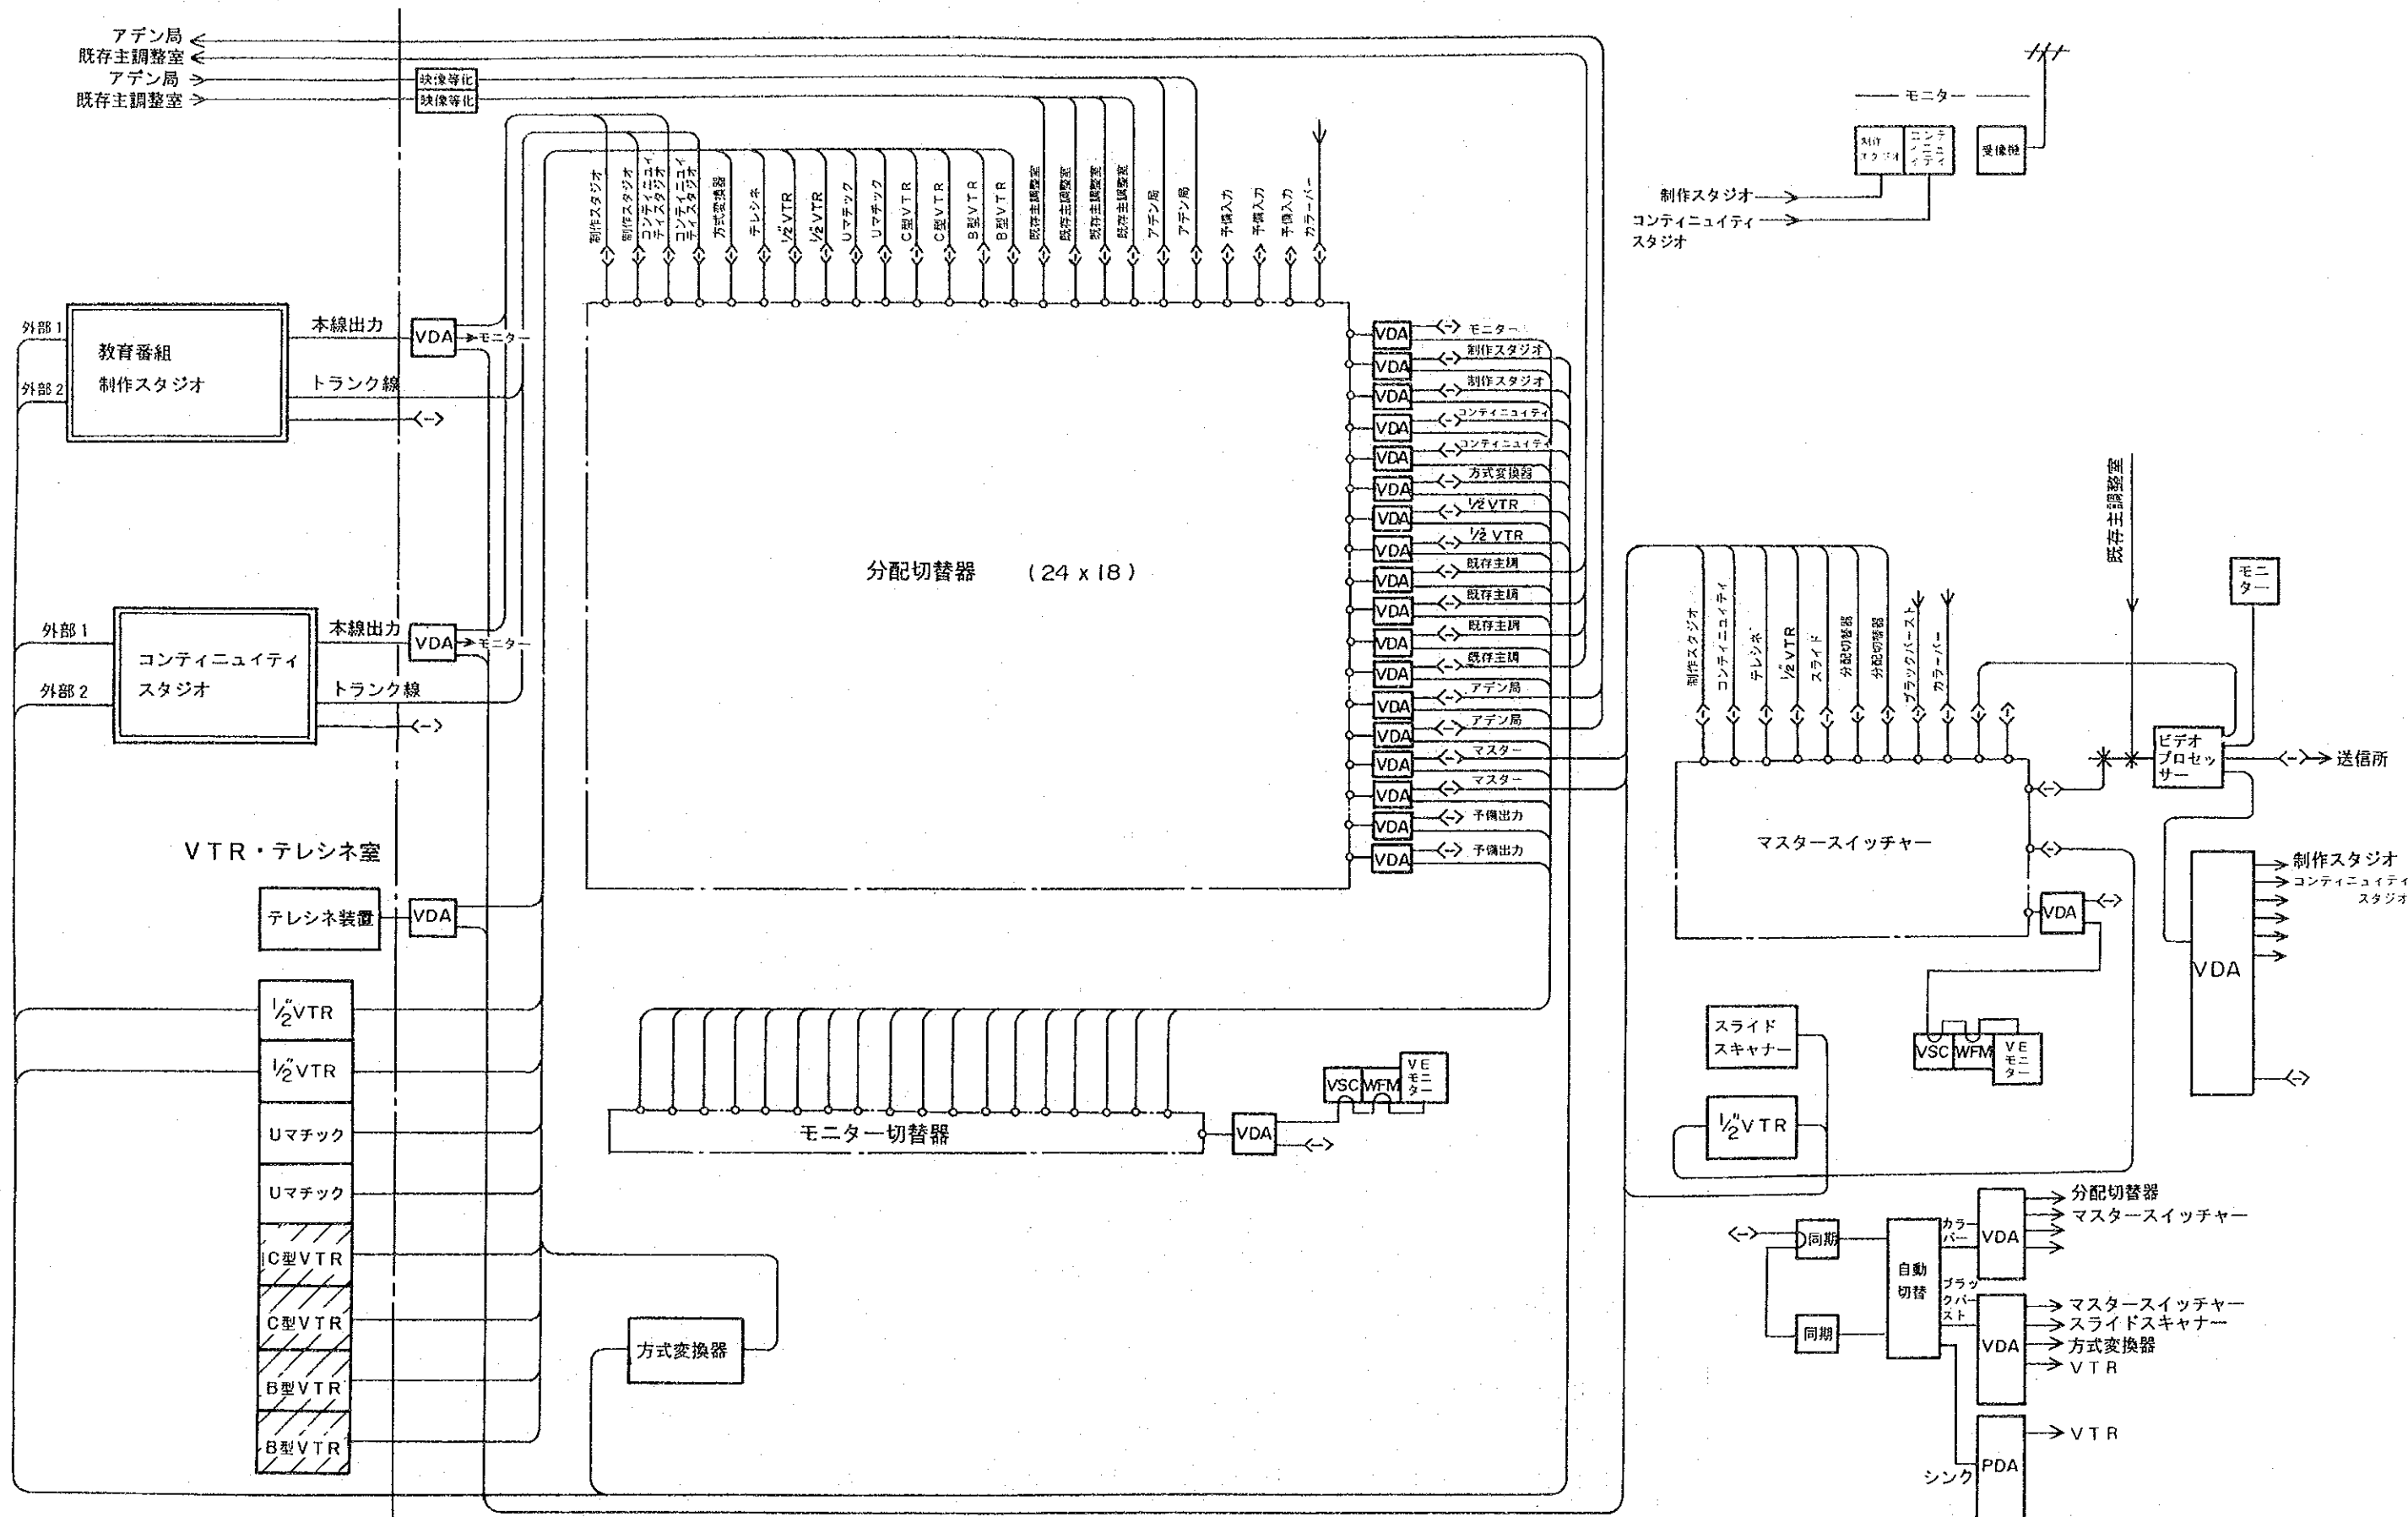 アデン局
既存主調整室
アデン局
既存主調整室
映像等化
映像等化
制作スタジオ
制作スタジオ
コンティニュイティスタジオ
コンティニュイティスタジオ
方式変換器
テレシネ
1/2"VTR
1/2"VTR
Uマチック
Uマチック
C型VTR
C型VTR
B型VTR
B型VTR
既存主調整室
既存主調整室
既存主調整室
既存主調整室
アデン局
アデン局
予備入力
予備入力
予備入力
カラーバー
モニター
制作
スタジオ
コンテ
ィニュ
イティ
受像機
制作スタジオ
コンティニュイティ
スタジオ
外部1
外部2
教育番組
制作スタジオ
本線出力
トランク線
VDA
モニター
外部1
外部2
コンティニュイティ
スタジオ
本線出力
トランク線
VDA
モニター
分配切替器 (24 x 18)
VDA
モニター
VDA
制作スタジオ
VDA
制作スタジオ
VDA
コンティニュイティ
VDA
コンティニュイティ
VDA
方式変換器
VDA
1/2"VTR
VDA
1/2"VTR
VDA
既存主調
VDA
既存主調
VDA
既存主調
VDA
既存主調
VDA
アデン局
VDA
アデン局
VDA
マスター
VDA
マスター
VDA
予備出力
VDA
予備出力
制作スタジオ
コンティニュイティ
テレシネ
1/2"VTR
スライド
分配切替器
分配切替器
ブラックバースト
カラーバー
既存主調整室
モニ
ター
ビデオ
プロセッ
サー
送信所
マスタースイッチャー
VDA
制作スタジオ
コンティニュイティ
スタジオ
VDA
VSC
WFM
VE
モニ
ター
スライド
スキャナー
1/2"VTR
VTR・テレシネ室
テレシネ装置
VDA
1/2"VTR
1/2"VTR
Uマチック
Uマチック
C型VTR
C型VTR
B型VTR
B型VTR
モニター切替器
VDA
VSC
WFM
VE
モニ
ター
方式変換器
同期
同期
自動
切替
カラー
バー
VDA
分配切替器
マスタースイッチャー
ブラッ
クバー
スト
VDA
マスタースイッチャー
スライドスキャナー
方式変換器
VTR
シンク
PDA
VTR